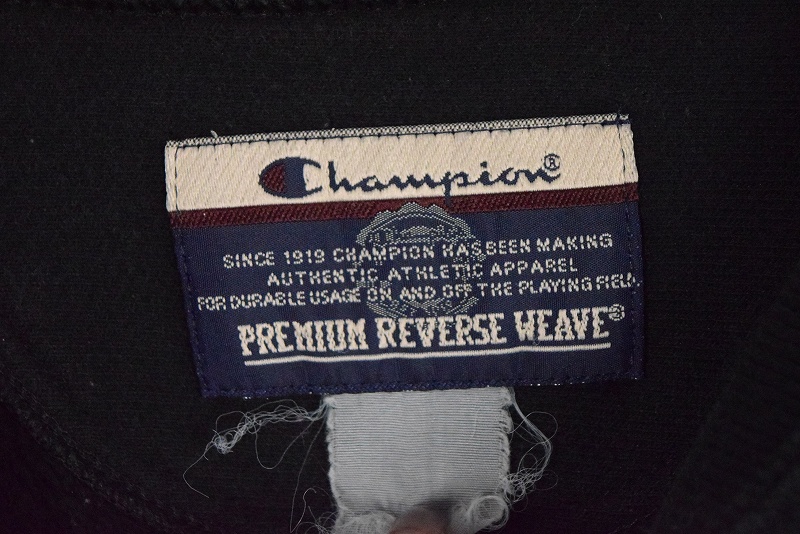 Champion®
SINCE 1919 CHAMPION HAS BEEN MAKING
AUTHENTIC ATHLETIC APPAREL
FOR DURABLE USAGE ON AND OFF THE PLAYING FIELD.
PREMIUM REVERSE WEAVE®